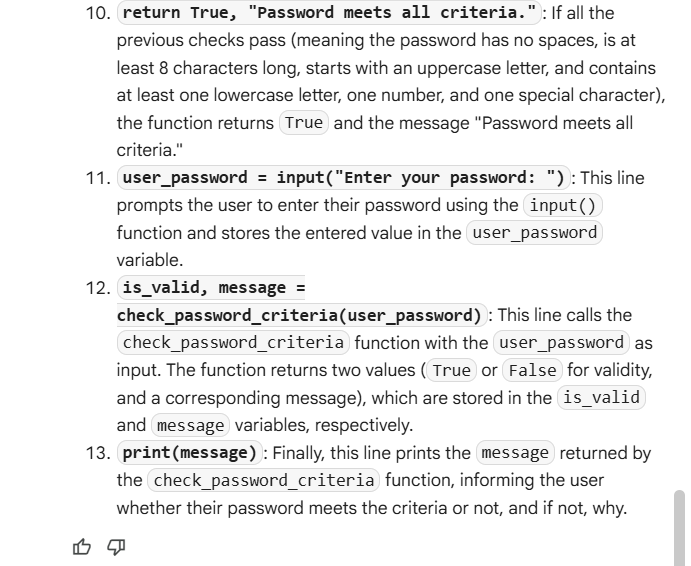 10. return True, "Password meets all criteria.": If all the
previous checks pass (meaning the password has no spaces, is at
least 8 characters long, starts with an uppercase letter, and contains
at least one lowercase letter, one number, and one special character),
the function returns True and the message "Password meets all
criteria."
11. user_password = input("Enter your password: "): This line
prompts the user to enter their password using the input()
function and stores the entered value in the user_password
variable.
12. is_valid, message =
check_password_criteria(user_password): This line calls the
check_password_criteria function with the user_password as
input. The function returns two values (True or False for validity,
and a corresponding message), which are stored in the is_valid
and message variables, respectively.
13. print(message): Finally, this line prints the message returned by
the check_password_criteria function, informing the user
whether their password meets the criteria or not, and if not, why.